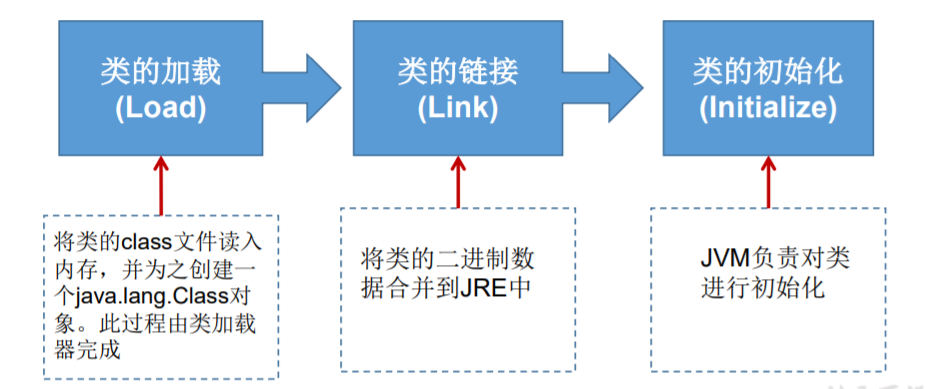 类的加载
(Load)
类的链接
(Link)
类的初始化
(Initialize)
将类的class文件读入
内存，并为之创建一
个java.lang.Class对
象。此过程由类加载
器完成
将类的二进制数
据合并到JRE中
JVM负责对类
进行初始化